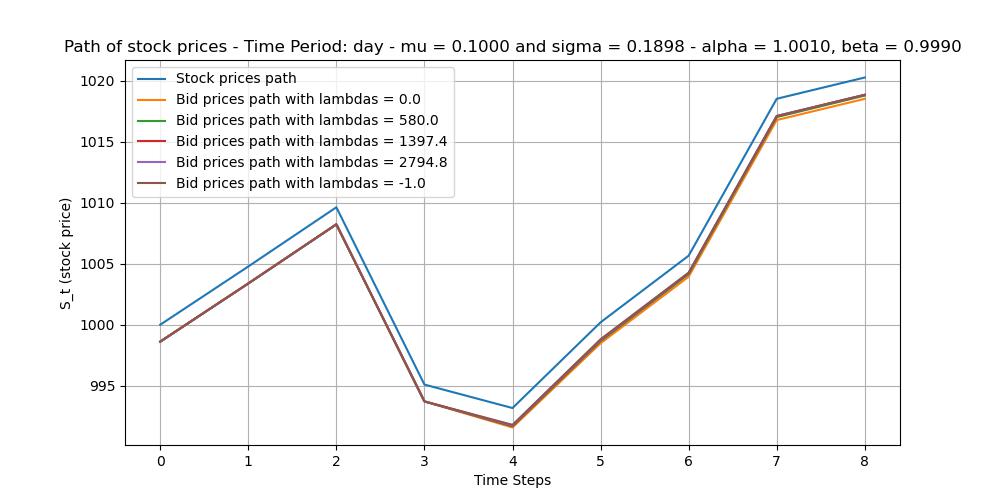 Path of stock prices - Time Period: day - mu = 0.1000 and sigma = 0.1898 - alpha = 1.0010, beta = 0.9990
Stock prices path
Bid prices path with lambdas = 0.0
Bid prices path with lambdas = 580.0
Bid prices path with lambdas = 1397.4
Bid prices path with lambdas = 2794.8
Bid prices path with lambdas = -1.0
S_t (stock price)
1020
1015
1010
1005
1000
995
0 1 2 3 4 5 6 7 8
Time Steps